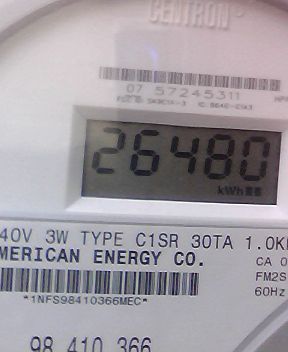 CENTRON
07 57245311
26480
kWh
40V 3W TYPE C1SR 30TA 1.0K
MERICAN ENERGY CO.
CA 0
FM2S
*1NFS98410366MEC*
60Hz
98 410 366